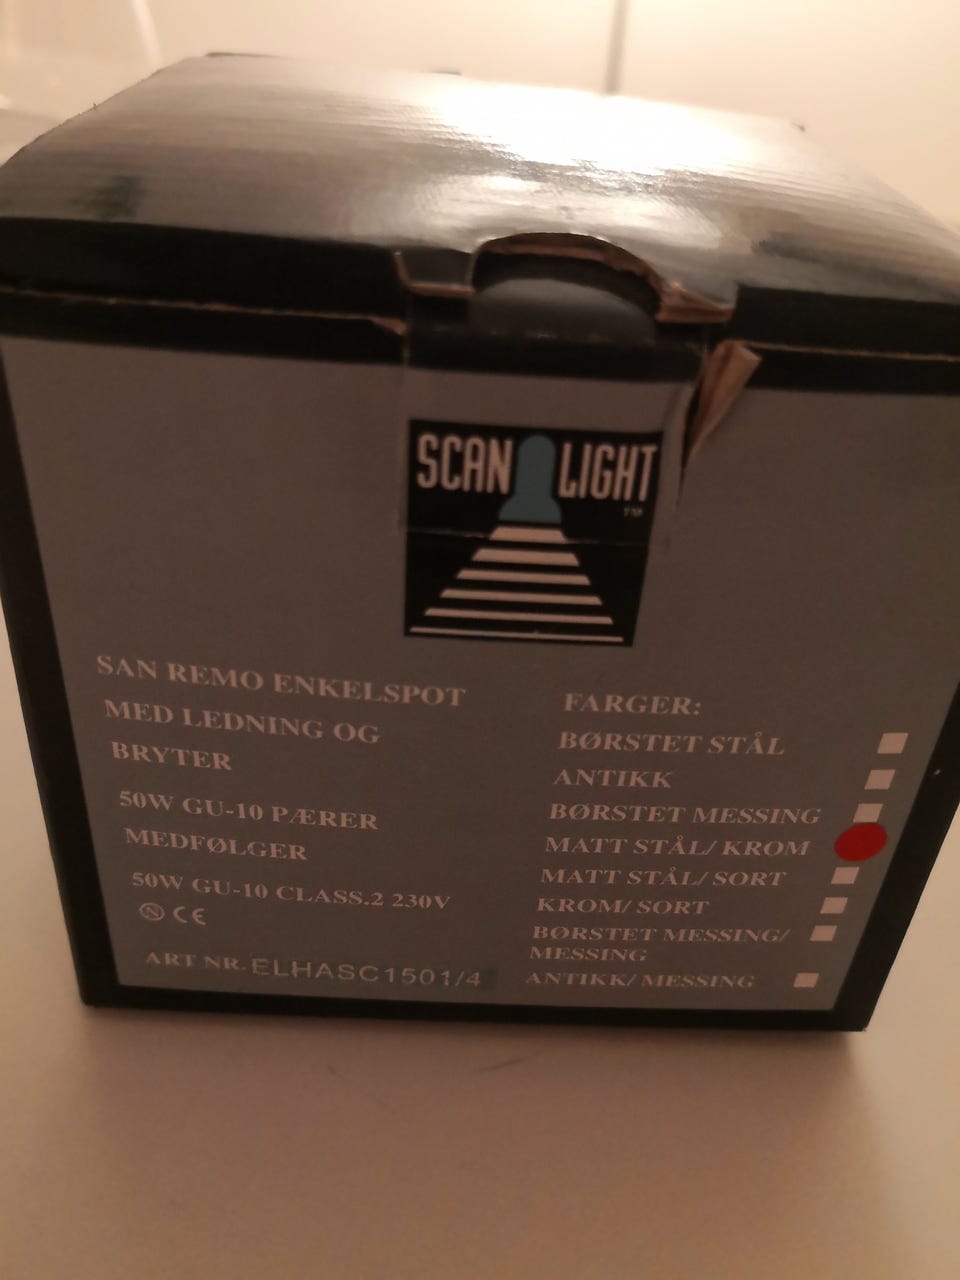 SCAN LIGHT
TM
SAN REMO ENKELSPOT
MED LEDNING OG
BRYTER
50W GU-10 PÆRER
MEDFØLGER
50W GU-10 CLASS.2 230V
N CE
ART NR. ELHASC1501/4
FARGER:
BØRSTET STÅL
ANTIKK
BØRSTET MESSING
MATT STÅL/ KROM
MATT STÅL/ SORT
KROM/ SORT
BØRSTET MESSING/
MESSING
ANTIKK/ MESSING